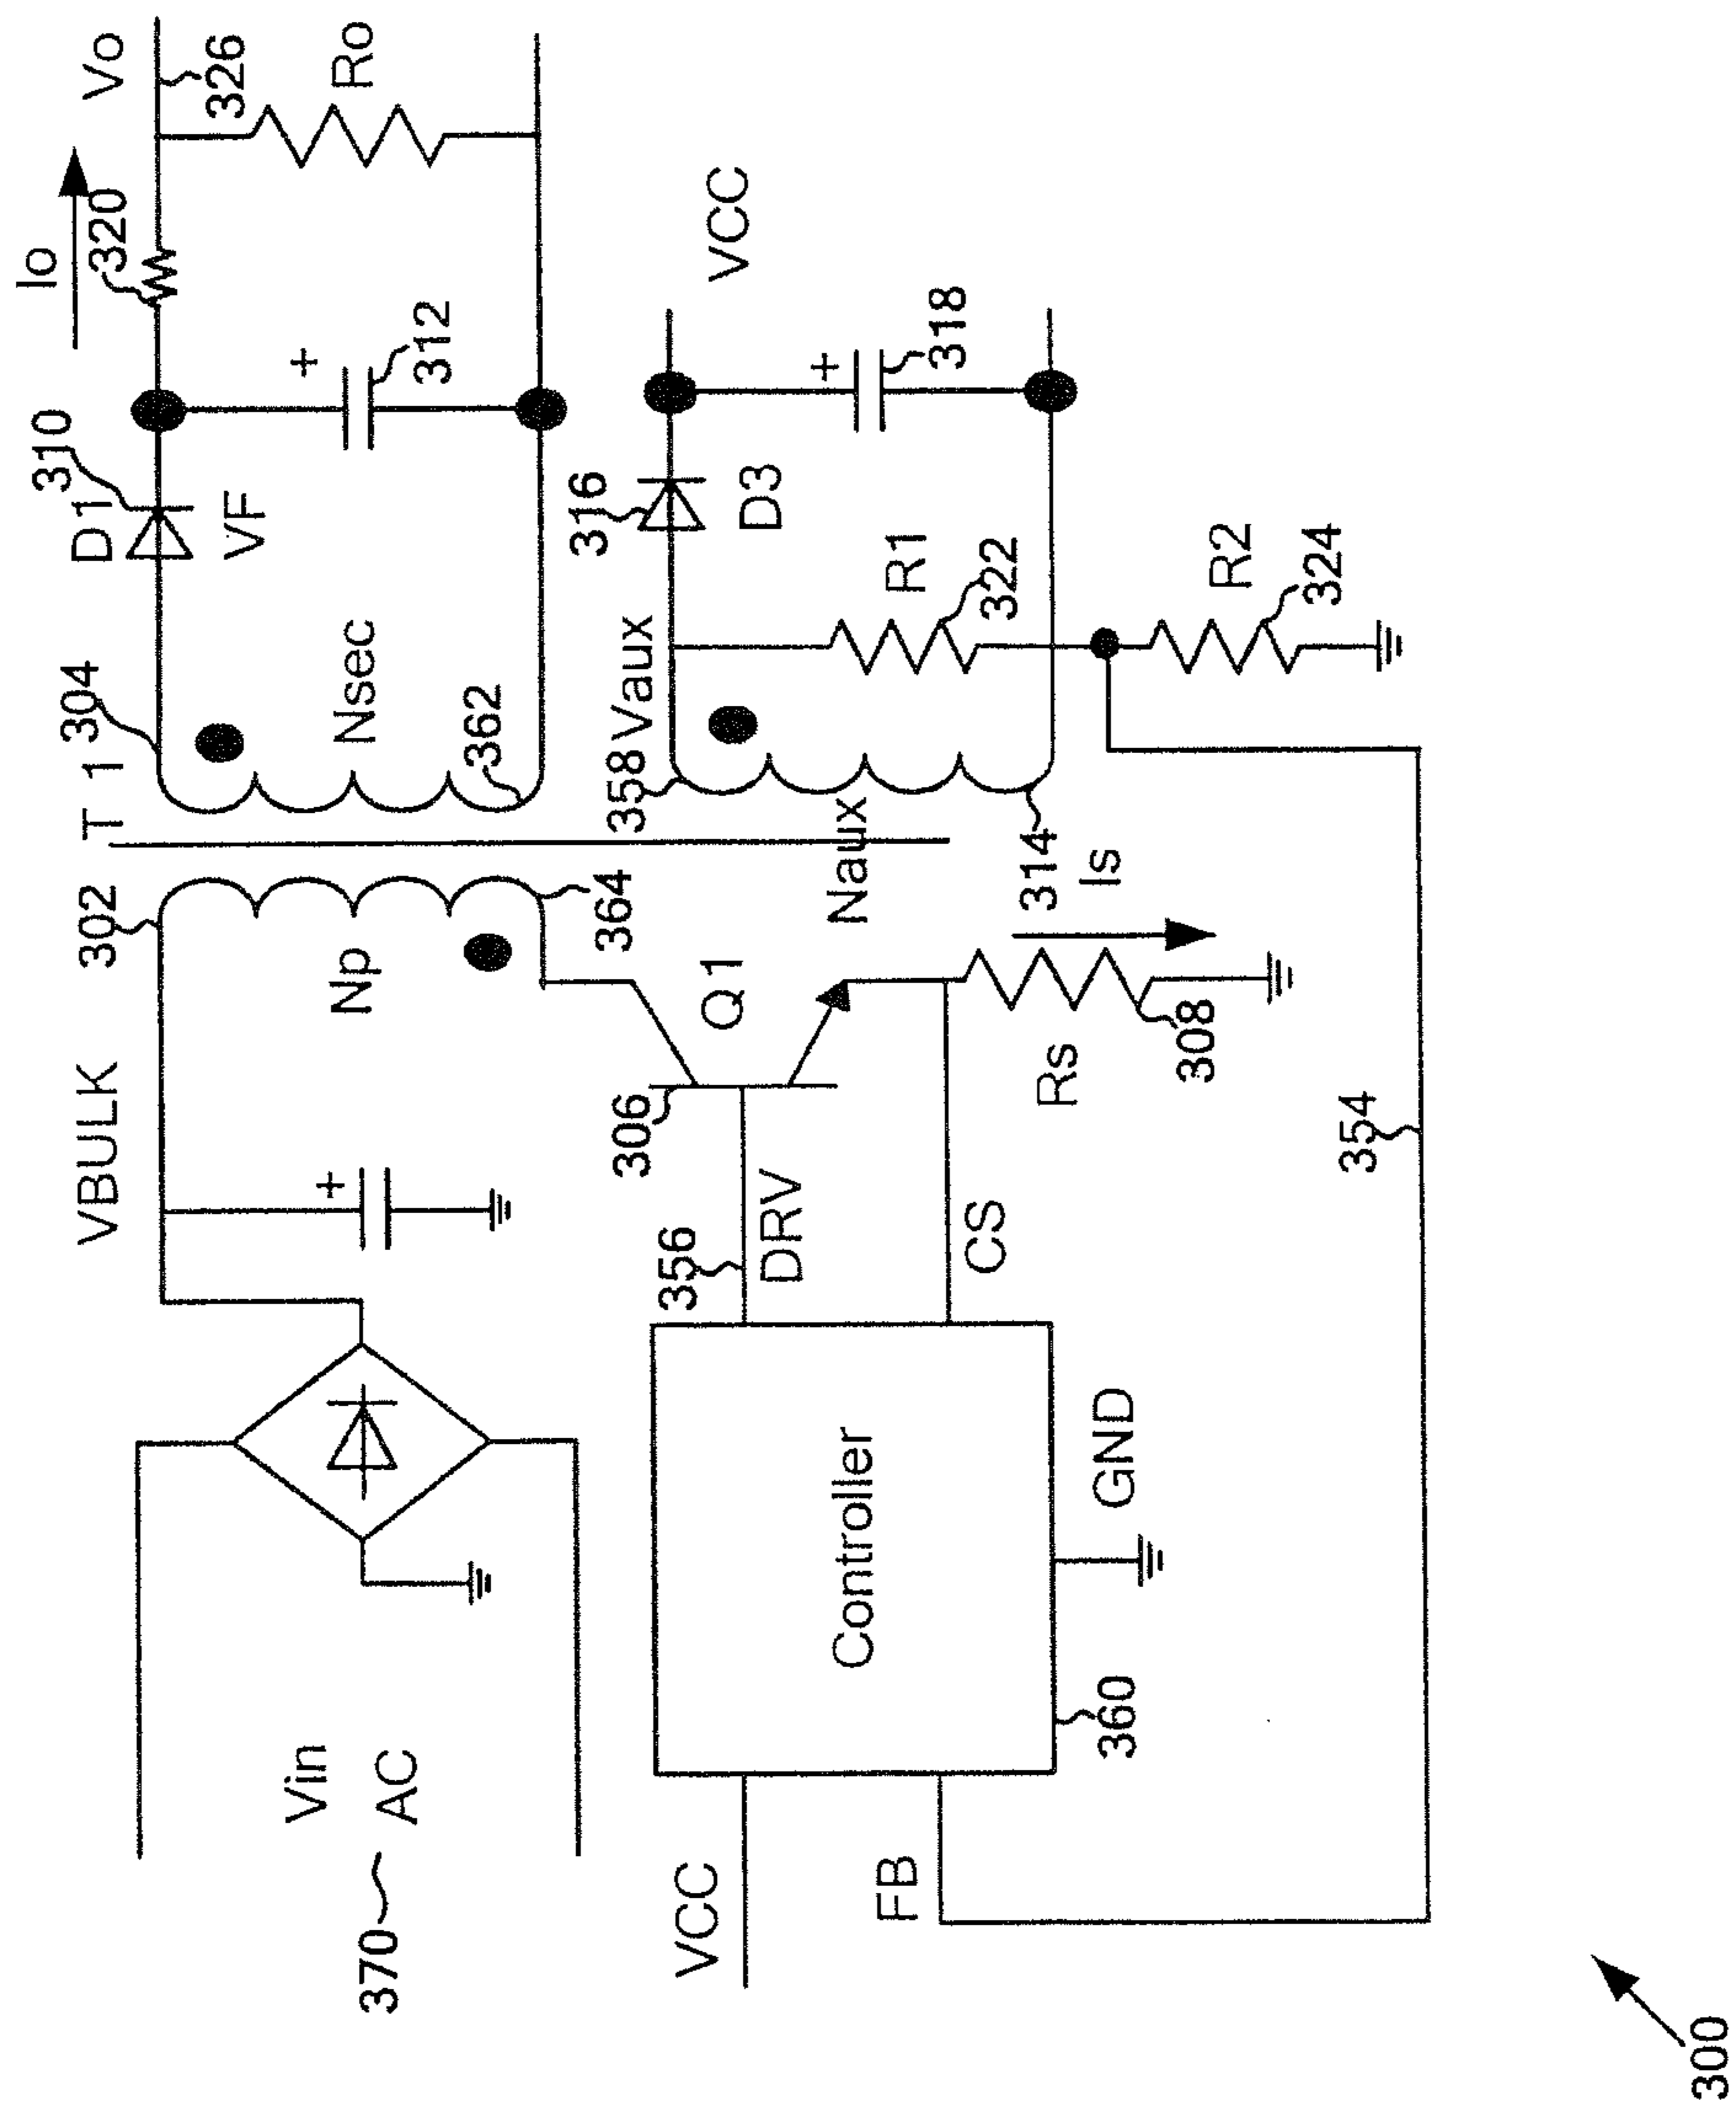 Io
320
Vo
326
Ro
310
D1
VF
312
T 1
304
Nsec
362
302
Np
364
VBULK
Vin
AC
370
VCC
318
316
D3
Vaux
358
R1
322
R2
324
Naux
314
Is
Q1
306
Rs
308
356
DRV
CS
354
Controller
GND
360
VCC
FB
300